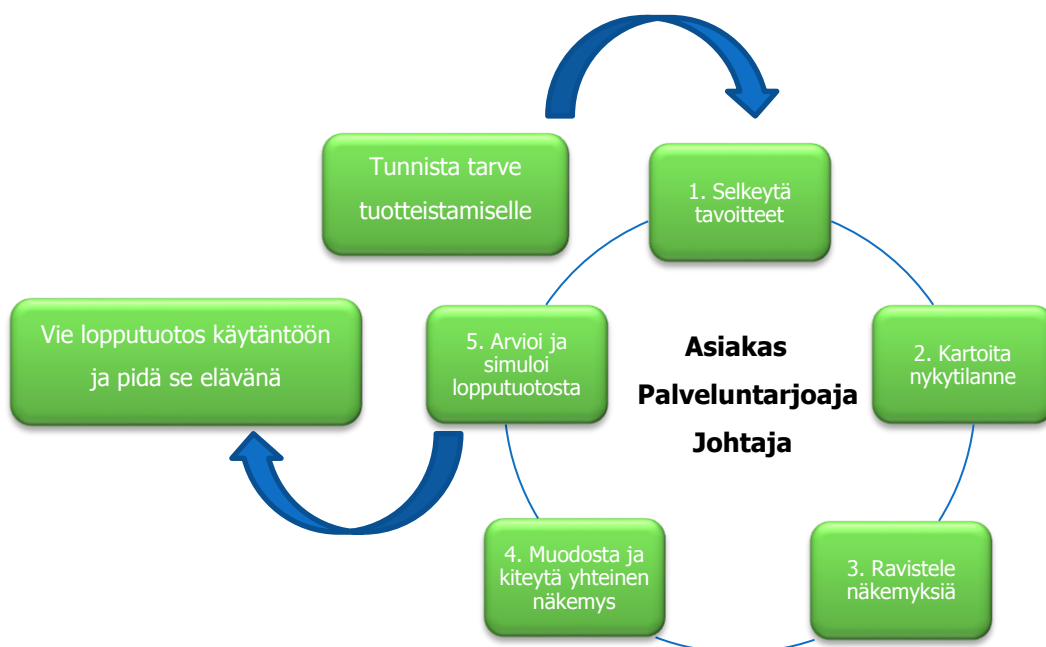 Tunnista tarve
tuotteistamiselle
1. Selkeytä
tavoitteet
2. Kartoita
nykytilanne
3. Ravistele
näkemyksiä
4. Muodosta ja
kiteytä yhteinen
näkemys
5. Arvioi ja
simuloi
lopputuotosta
Vie lopputuotos käytäntöön
ja pidä se elävänä
Asiakas
Palveluntarjoaja
Johtaja